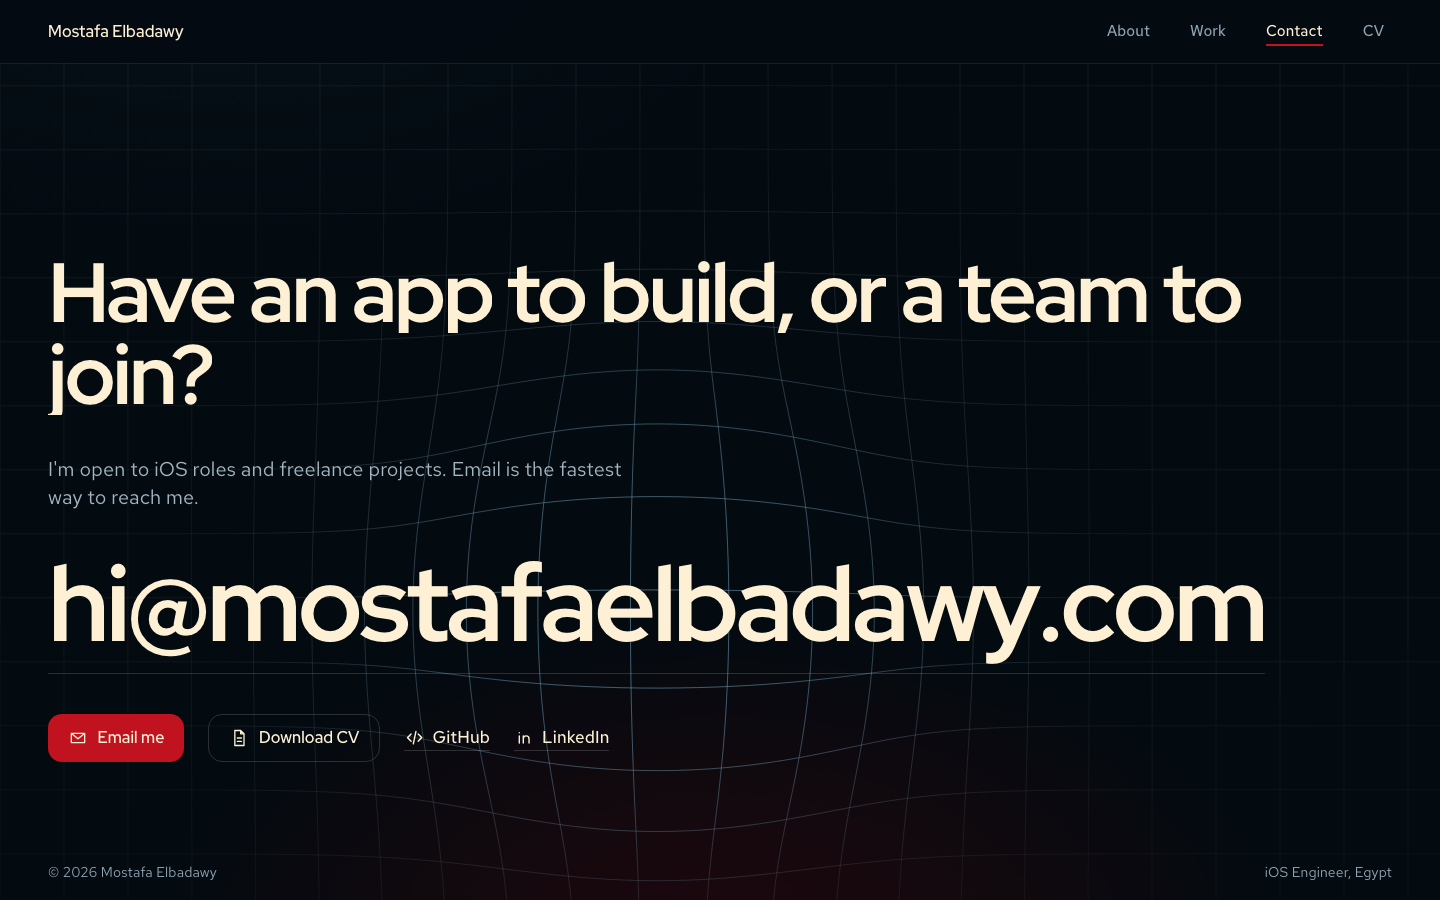 Mostafa Elbadawy
About
Work
Contact
CV
Have an app to build, or a team to
join?
I'm open to iOS roles and freelance projects. Email is the fastest
way to reach me.
hi@mostafaelbadawy.com
Email me
Download CV
GitHub
in LinkedIn
© 2026 Mostafa Elbadawy
iOS Engineer, Egypt